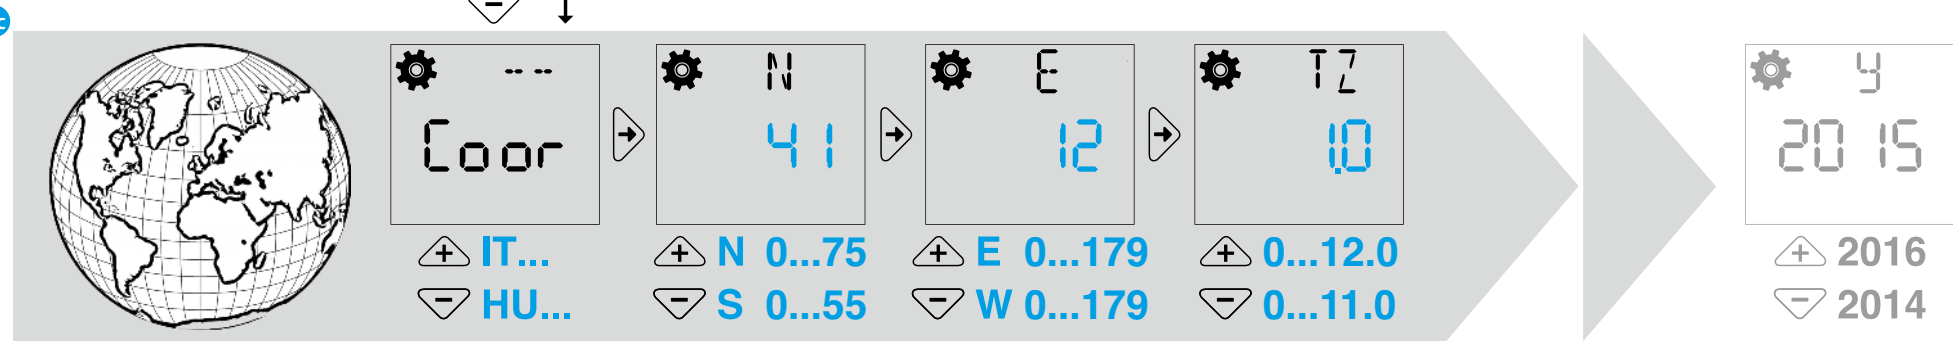 c
-- N E TZ y
Coor 41 12 1.0 2015
+ IT... + N 0...75 + E 0...179 + 0...12.0 + 2016
− HU... − S 0...55 − W 0...179 − 0...11.0 − 2014